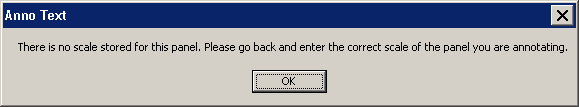 Anno Text
There is no scale stored for this panel. Please go back and enter the correct scale of the panel you are annotating.
OK